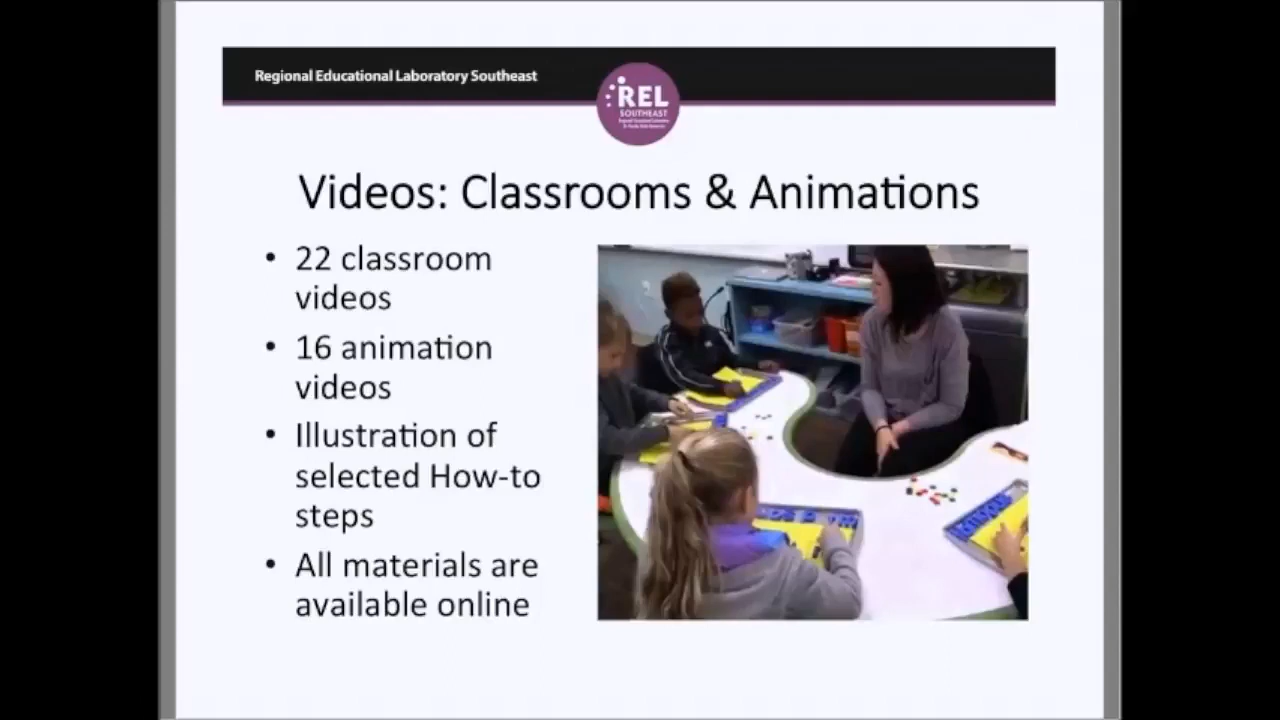 Regional Educational Laboratory Southeast
REL
SOUTHEAST
Videos: Classrooms & Animations
• 22 classroom
videos
• 16 animation
videos
• Illustration of
selected How-to
steps
• All materials are
available online